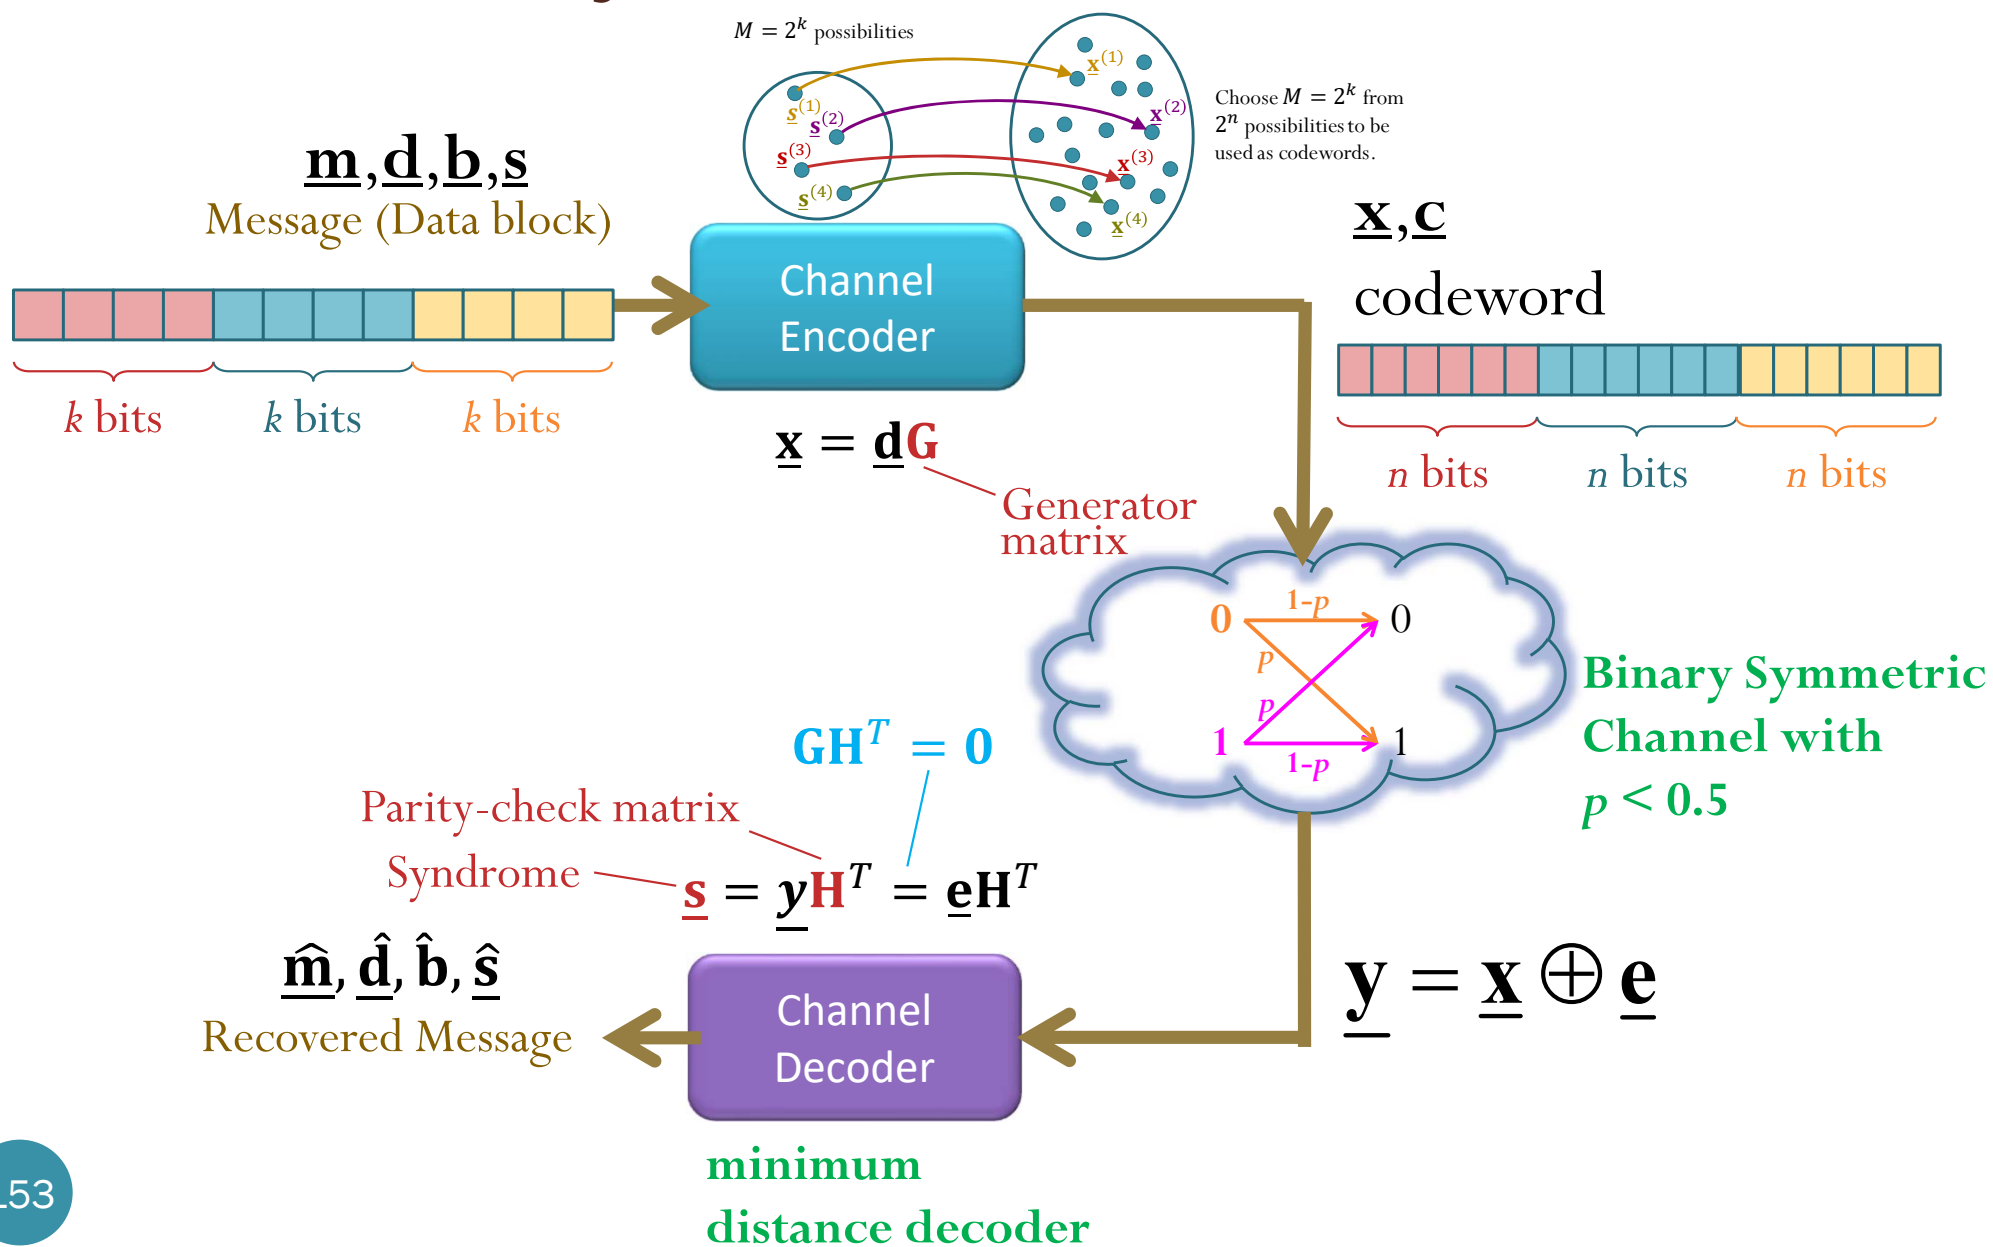 M = 2^k possibilities
s^(1)
s^(2)
s^(3)
s^(4)
x^(1)
x^(2)
x^(3)
x^(4)
Choose M = 2^k from
2^n possibilities to be
used as codewords.
m,d,b,s
Message (Data block)
k bits
k bits
k bits
Channel
Encoder
x = dG
Generator
matrix
x,c
codeword
n bits
n bits
n bits
0
1-p
0
p
p
1
1-p
1
Binary Symmetric
Channel with
p < 0.5
GH^T = 0
Parity-check matrix
Syndrome
s = yH^T = eH^T
m̂, d̂, b̂, ŝ
Recovered Message
Channel
Decoder
y = x ⊕ e
minimum
distance decoder
53